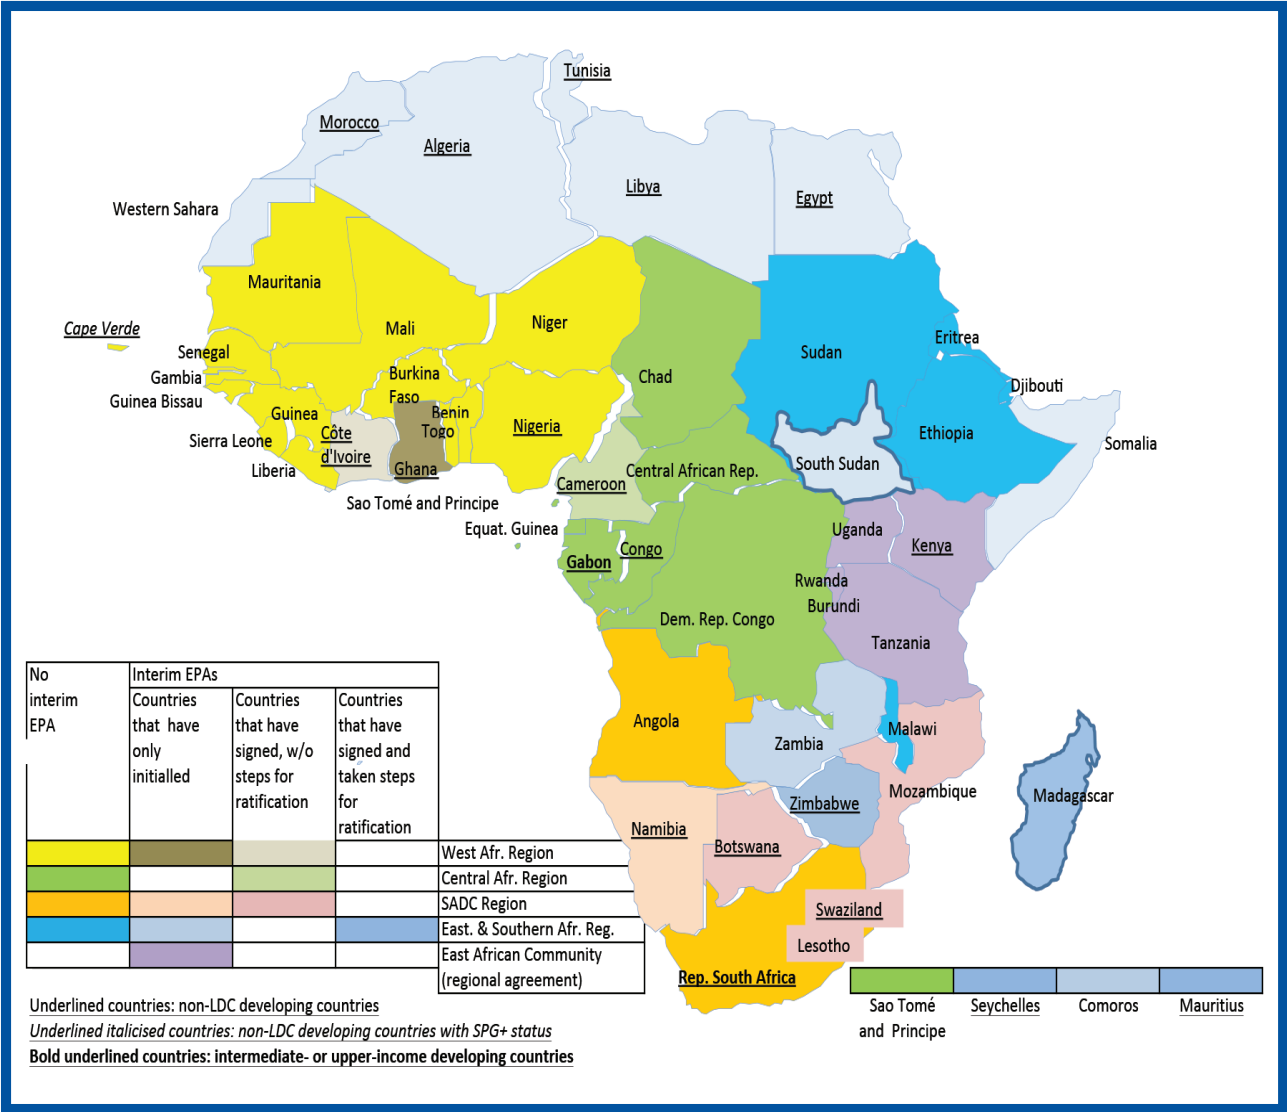 Tunisia
Morocco
Algeria
Libya
Egypt
Western Sahara
Mauritania
Cape Verde
Mali
Niger
Chad
Sudan
Eritrea
Senegal
Gambia
Guinea Bissau
Burkina
Faso
Djibouti
Guinea
Benin
Togo
Nigeria
Côte
d'Ivoire
Sierra Leone
Liberia
Ghana
Ethiopia
Somalia
South Sudan
Central African Rep.
Cameroon
Sao Tomé and Principe
Equat. Guinea
Gabon
Congo
Uganda
Kenya
Rwanda
Burundi
Dem. Rep. Congo
Tanzania
Angola
Zambia
Malawi
Mozambique
Madagascar
Zimbabwe
Namibia
Botswana
Swaziland
Lesotho
Rep. South Africa
No
interim
EPA
Interim EPAs
Countries
that have
only
initialled
Countries
that have
signed, w/o
steps for
ratification
Countries
that have
signed and
taken steps
for
ratification
West Afr. Region
Central Afr. Region
SADC Region
East. & Southern Afr. Reg.
East African Community
(regional agreement)
Sao Tomé
and Principe
Seychelles
Comoros
Mauritius
Underlined countries: non-LDC developing countries
Underlined italicised countries: non-LDC developing countries with SPG+ status
Bold underlined countries: intermediate- or upper-income developing countries